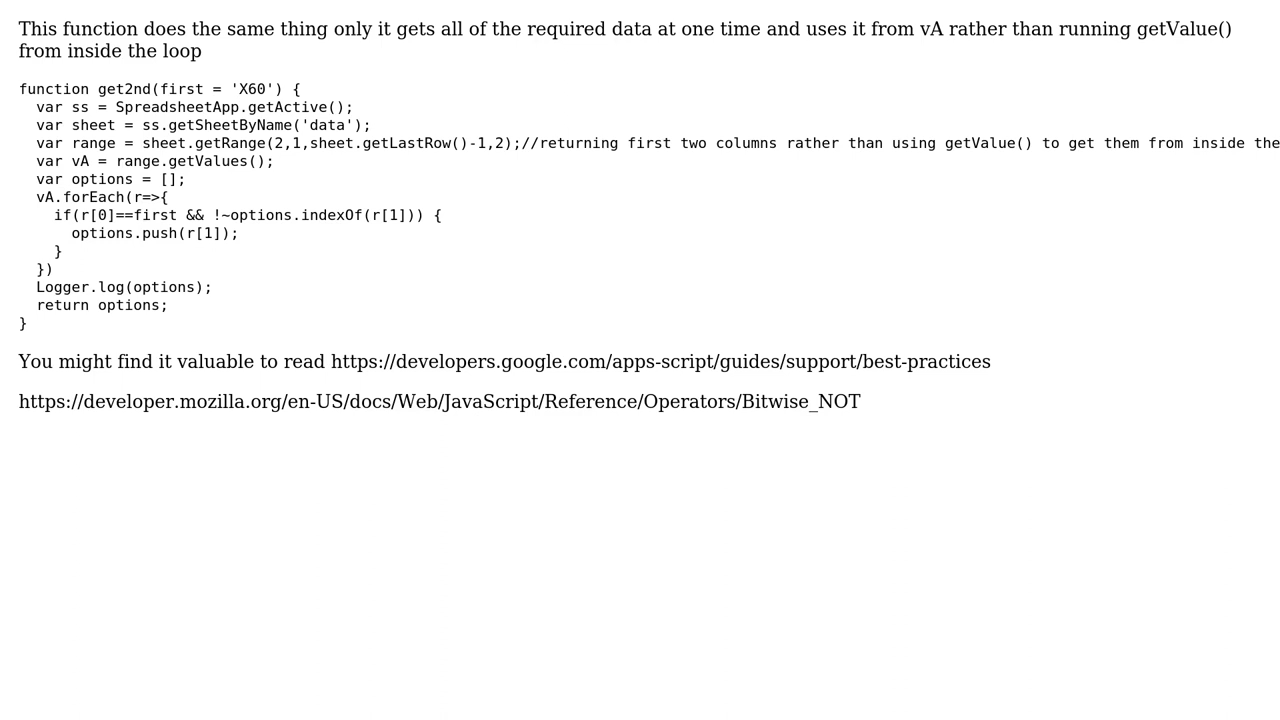 This function does the same thing only it gets all of the required data at one time and uses it from vA rather than running getValue()
from inside the loop
function get2nd(first = 'X60') {
  var ss = SpreadsheetApp.getActive();
  var sheet = ss.getSheetByName('data');
  var range = sheet.getRange(2,1,sheet.getLastRow()-1,2);//returning first two columns rather than using getValue() to get them from inside the
  var vA = range.getValues();
  var options = [];
  vA.forEach(r=>{
    if(r[0]==first && !~options.indexOf(r[1])) {
      options.push(r[1]);
    }
  })
  Logger.log(options);
  return options;
}
You might find it valuable to read https://developers.google.com/apps-script/guides/support/best-practices
https://developer.mozilla.org/en-US/docs/Web/JavaScript/Reference/Operators/Bitwise_NOT